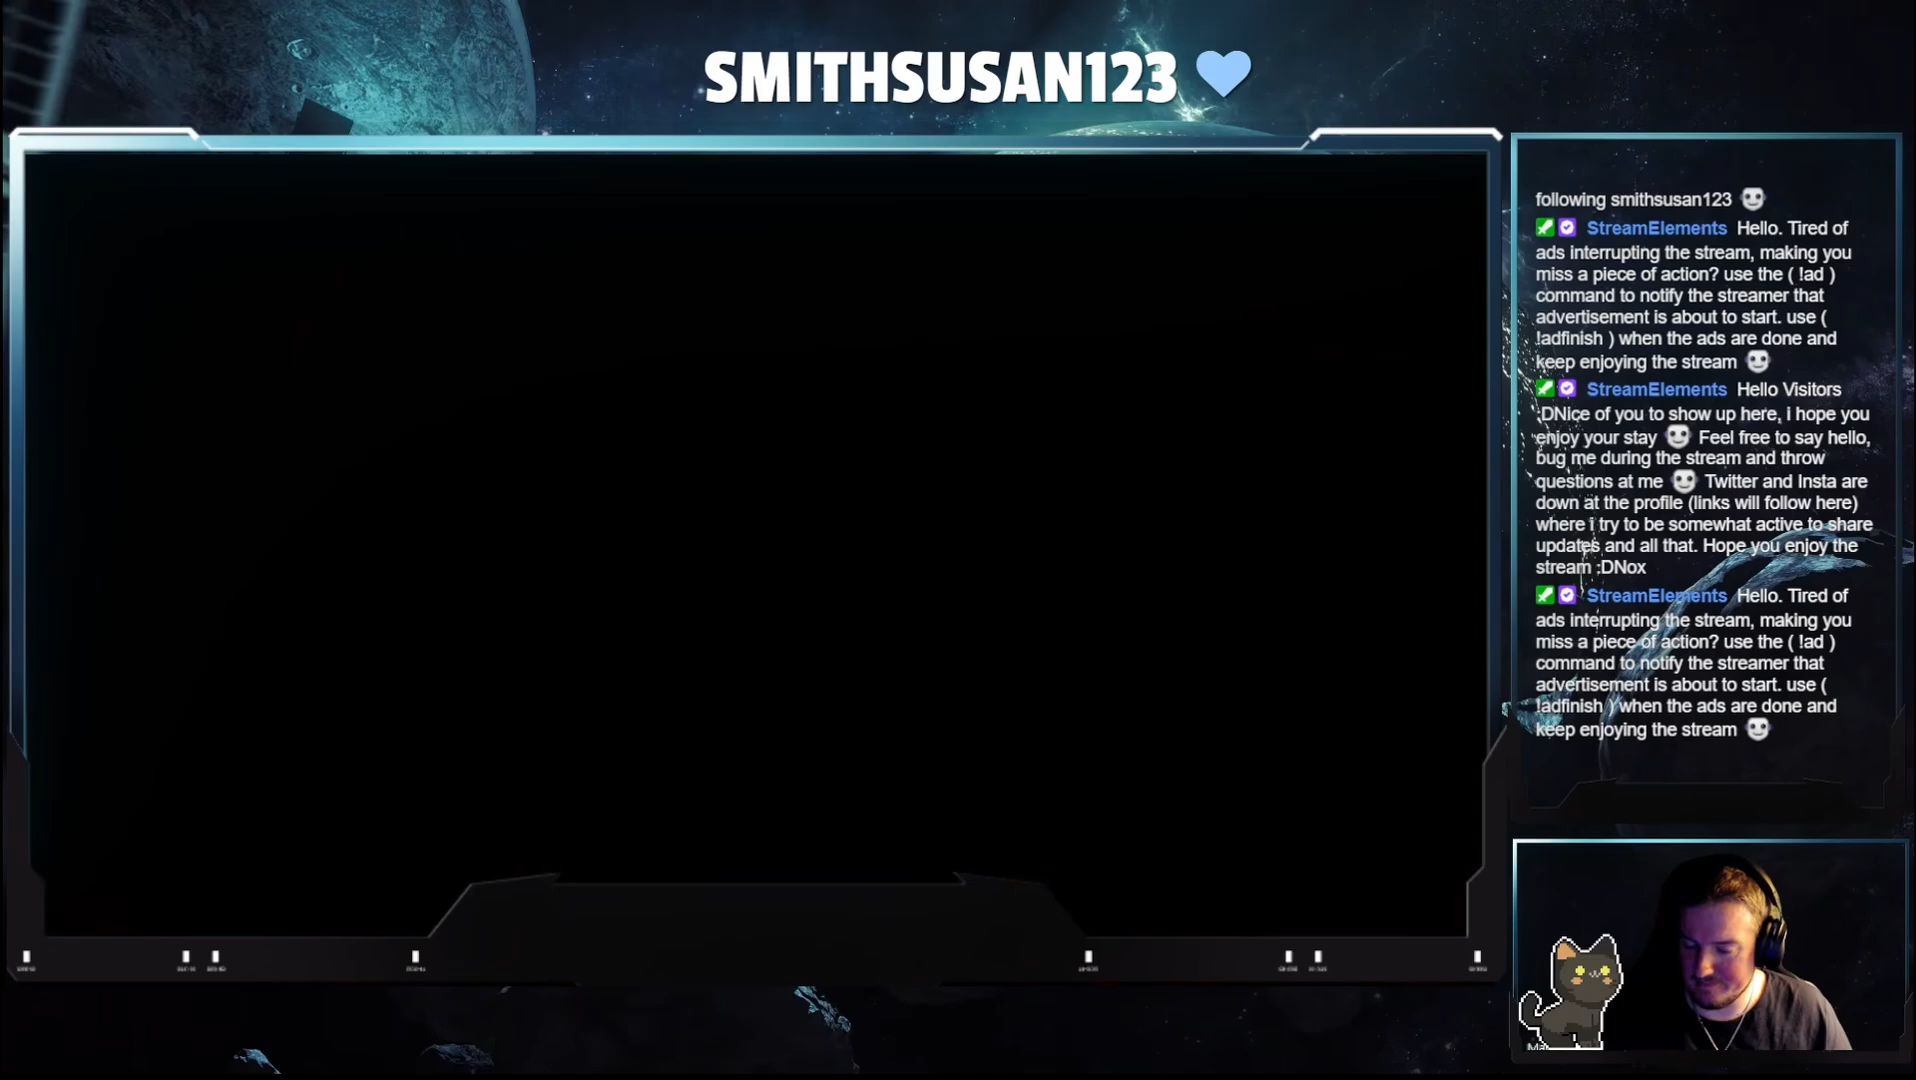 SMITHSUSAN123
following smithsusan123
StreamElements Hello. Tired of
ads interrupting the stream, making you
miss a piece of action? use the ( !ad )
command to notify the streamer that
advertisement is about to start. use (
!adfinish ) when the ads are done and
keep enjoying the stream
StreamElements Hello Visitors
:DNice of you to show up here, i hope you
enjoy your stay Feel free to say hello,
bug me during the stream and throw
questions at me Twitter and Insta are
down at the profile (links will follow here)
where i try to be somewhat active to share
updates and all that. Hope you enjoy the
stream :DNox
StreamElements Hello. Tired of
ads interrupting the stream, making you
miss a piece of action? use the ( !ad )
command to notify the streamer that
advertisement is about to start. use (
!adfinish ) when the ads are done and
keep enjoying the stream